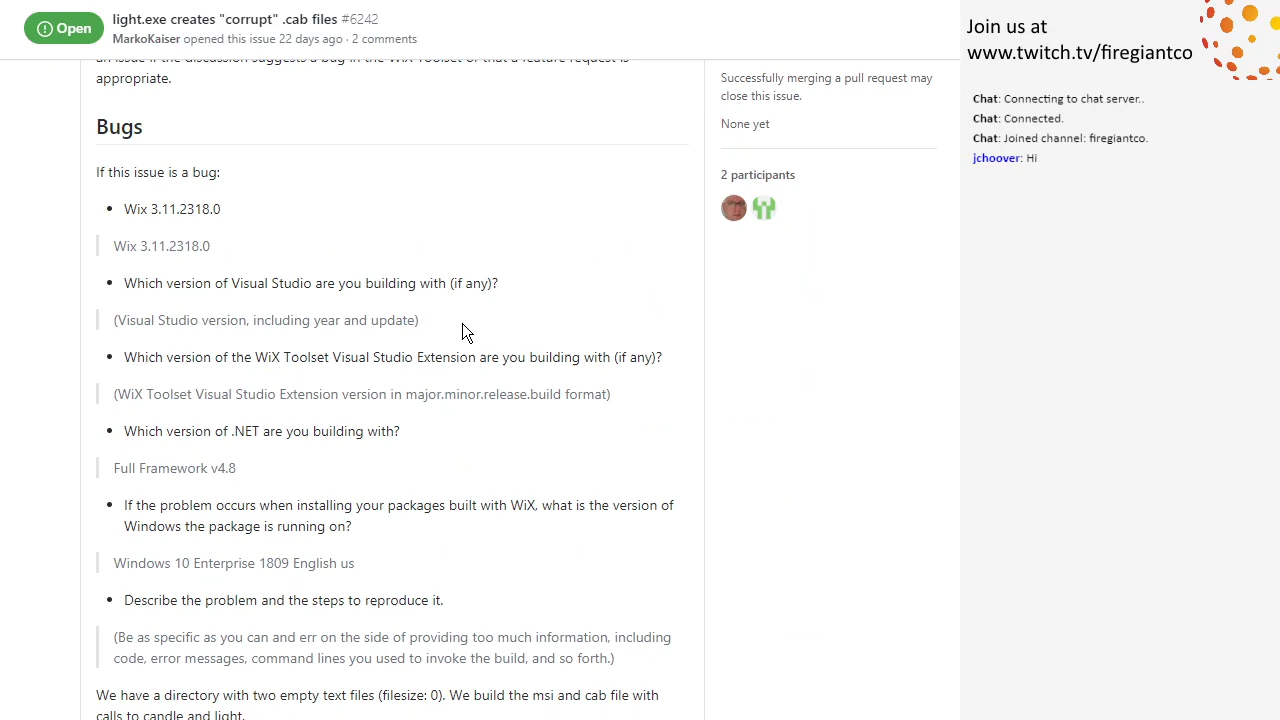 Open
light.exe creates "corrupt" .cab files #6242
MarkoKaiser opened this issue 22 days ago · 2 comments
an issue if the discussion suggests a bug in the WiX Toolset or that a feature request is
appropriate.
Bugs
If this issue is a bug:
• Wix 3.11.2318.0
Wix 3.11.2318.0
• Which version of Visual Studio are you building with (if any)?
(Visual Studio version, including year and update)
• Which version of the WiX Toolset Visual Studio Extension are you building with (if any)?
(WiX Toolset Visual Studio Extension version in major.minor.release.build format)
• Which version of .NET are you building with?
Full Framework v4.8
• If the problem occurs when installing your packages built with WiX, what is the version of
Windows the package is running on?
Windows 10 Enterprise 1809 English us
• Describe the problem and the steps to reproduce it.
(Be as specific as you can and err on the side of providing too much information, including
code, error messages, command lines you used to invoke the build, and so forth.)
We have a directory with two empty text files (filesize: 0). We build the msi and cab file with
calls to candle and light.
Successfully merging a pull request may
close this issue.
None yet
2 participants
Join us at
www.twitch.tv/firegiantco
Chat: Connecting to chat server..
Chat: Connected.
Chat: Joined channel: firegiantco.
jchoover: Hi